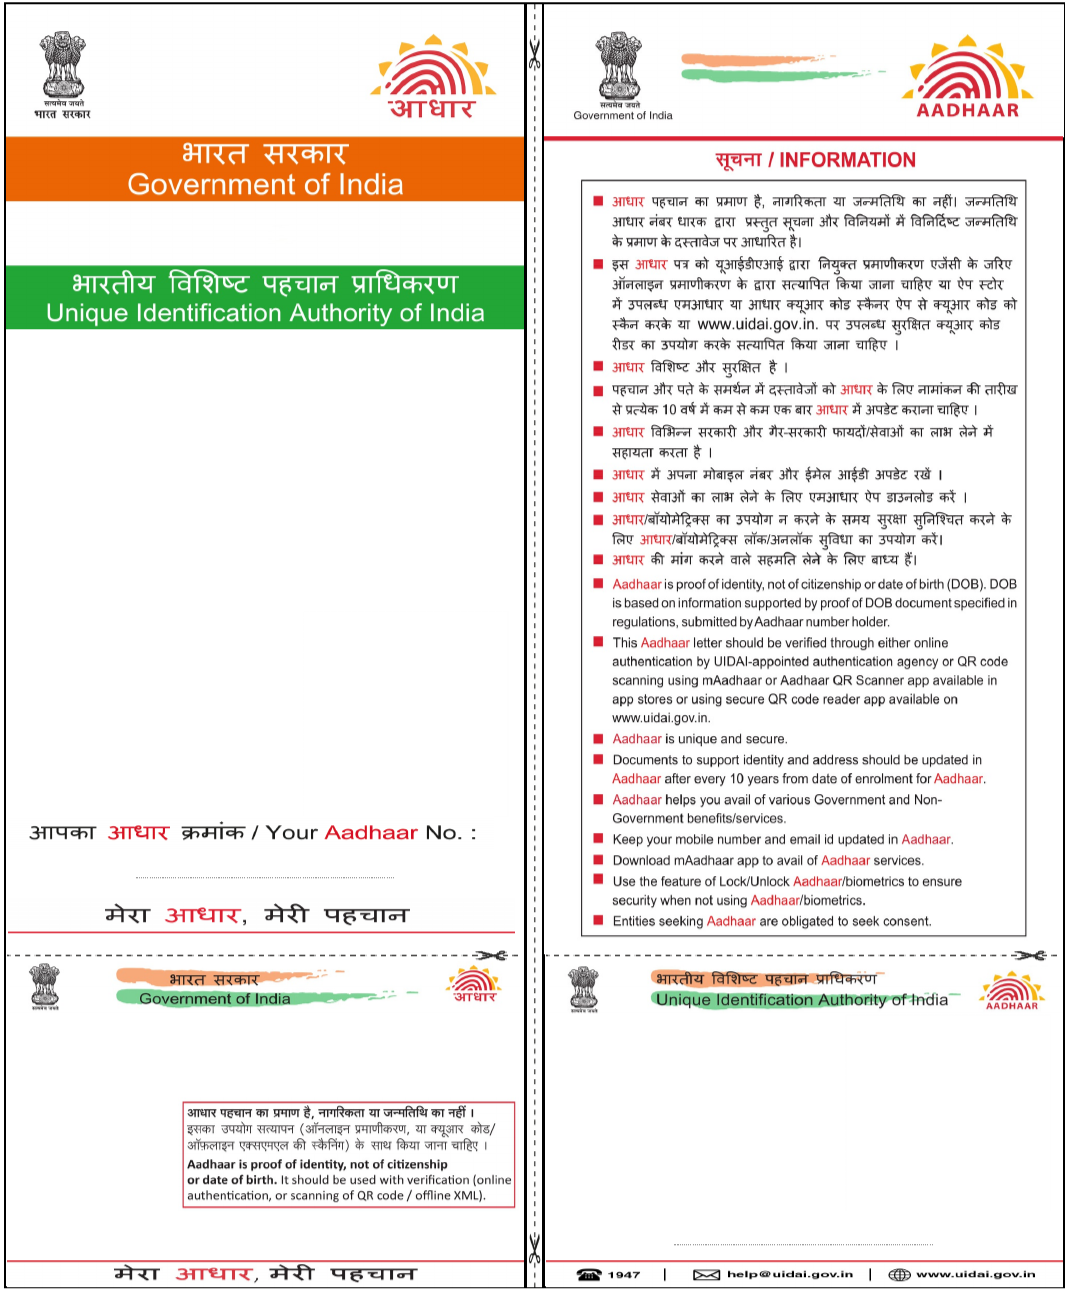 सत्यमेव जयते
भारत सरकार
आधार
भारत सरकार
Government of India
भारतीय विशिष्ट पहचान प्राधिकरण
Unique Identification Authority of India
आपका आधार क्रमांक / Your Aadhaar No. :
मेरा आधार, मेरी पहचान
सत्यमेव जयते
Government of India
AADHAAR
सूचना / INFORMATION
आधार पहचान का प्रमाण है, नागरिकता या जन्मतिथि का नहीं। जन्मतिथि
आधार नंबर धारक द्वारा प्रस्तुत सूचना और विनियमों में विनिर्दिष्ट जन्मतिथि
के प्रमाण के दस्तावेज पर आधारित है।
इस आधार पत्र को यूआईडीएआई द्वारा नियुक्त प्रमाणीकरण एजेंसी के जरिए
ऑनलाइन प्रमाणीकरण के द्वारा सत्यापित किया जाना चाहिए या ऐप स्टोर
में उपलब्ध एमआधार या आधार क्यूआर कोड स्कैनर ऐप से क्यूआर कोड को
स्कैन करके या www.uidai.gov.in. पर उपलब्ध सुरक्षित क्यूआर कोड
रीडर का उपयोग करके सत्यापित किया जाना चाहिए ।
आधार विशिष्ट और सुरक्षित है ।
पहचान और पते के समर्थन में दस्तावेजों को आधार के लिए नामांकन की तारीख
से प्रत्येक 10 वर्ष में कम से कम एक बार आधार में अपडेट कराना चाहिए ।
आधार विभिन्न सरकारी और गैर-सरकारी फायदों/सेवाओं का लाभ लेने में
सहायता करता है ।
आधार में अपना मोबाइल नंबर और ईमेल आईडी अपडेट रखें ।
आधार सेवाओं का लाभ लेने के लिए एमआधार ऐप डाउनलोड करें ।
आधार/बॉयोमेट्रिक्स का उपयोग न करने के समय सुरक्षा सुनिश्चित करने के
लिए आधार/बॉयोमेट्रिक्स लॉक/अनलॉक सुविधा का उपयोग करें।
आधार की मांग करने वाले सहमति लेने के लिए बाध्य हैं।
Aadhaar is proof of identity, not of citizenship or date of birth (DOB). DOB
is based on information supported by proof of DOB document specified in
regulations, submitted by Aadhaar number holder.
This Aadhaar letter should be verified through either online
authentication by UIDAI-appointed authentication agency or QR code
scanning using mAadhaar or Aadhaar QR Scanner app available in
app stores or using secure QR code reader app available on
www.uidai.gov.in.
Aadhaar is unique and secure.
Documents to support identity and address should be updated in
Aadhaar after every 10 years from date of enrolment for Aadhaar.
Aadhaar helps you avail of various Government and Non-
Government benefits/services.
Keep your mobile number and email id updated in Aadhaar.
Download mAadhaar app to avail of Aadhaar services.
Use the feature of Lock/Unlock Aadhaar/biometrics to ensure
security when not using Aadhaar/biometrics.
Entities seeking Aadhaar are obligated to seek consent.
सत्यमेव जयते
भारत सरकार
Government of India
आधार
आधार पहचान का प्रमाण है, नागरिकता या जन्मतिथि का नहीं ।
इसका उपयोग सत्यापन (ऑनलाइन प्रमाणीकरण, या क्यूआर कोड/
ऑफ़लाइन एक्सएमएल की स्कैनिंग) के साथ किया जाना चाहिए ।
Aadhaar is proof of identity, not of citizenship
or date of birth. It should be used with verification (online
authentication, or scanning of QR code / offline XML).
मेरा आधार, मेरी पहचान
सत्यमेव जयते
भारतीय विशिष्ट पहचान प्राधिकरण
Unique Identification Authority of India
AADHAAR
1947 | help@uidai.gov.in | www.uidai.gov.in